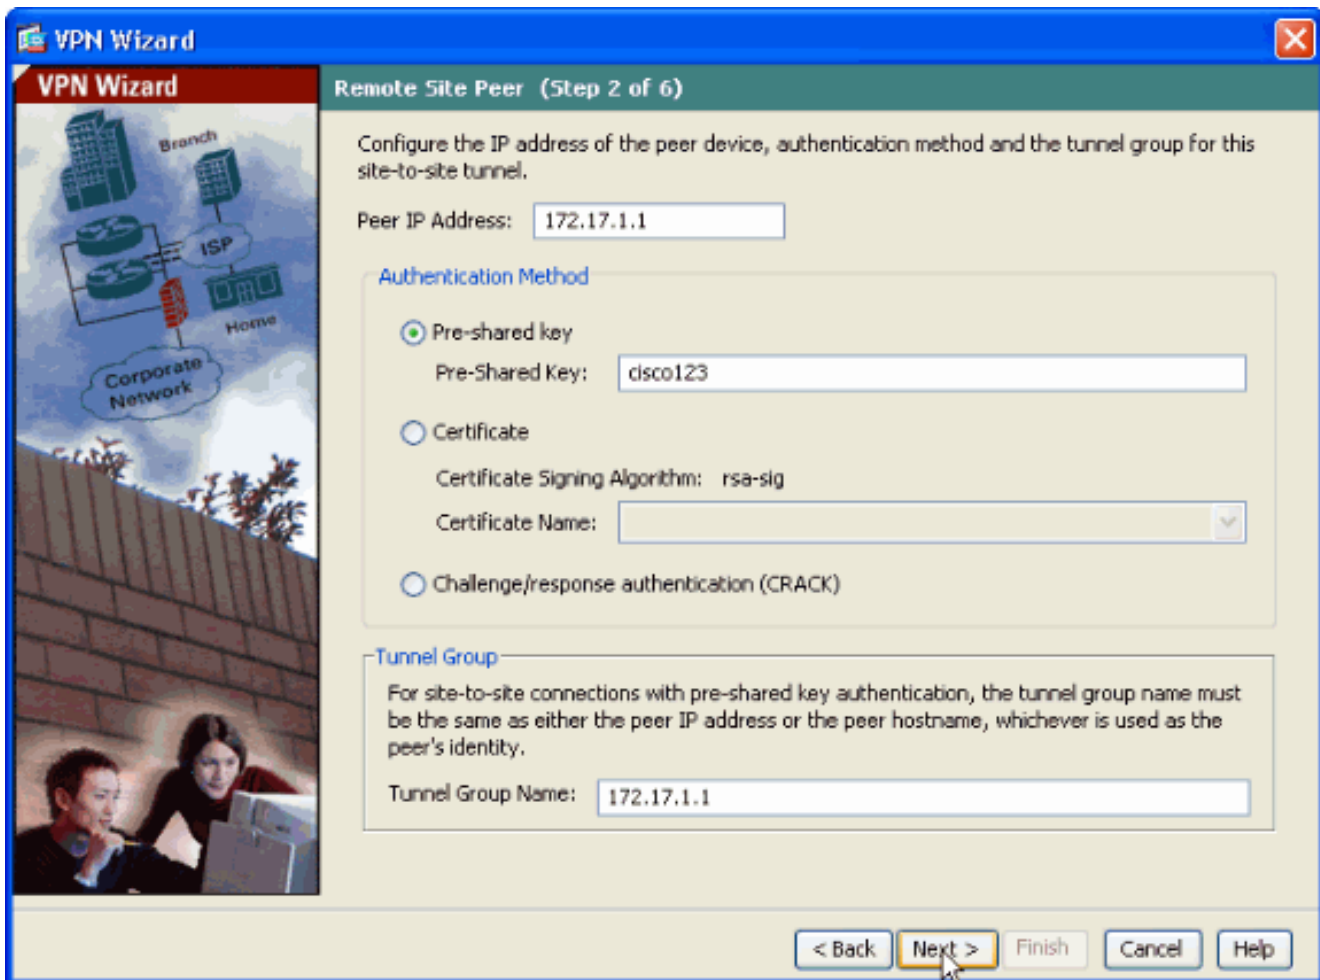 VPN Wizard
VPN Wizard
Remote Site Peer (Step 2 of 6)
Branch
ISP
Home
Corporate
Network
Configure the IP address of the peer device, authentication method and the tunnel group for this
site-to-site tunnel.
Peer IP Address: 172.17.1.1
Authentication Method
Pre-shared key
Pre-Shared Key: cisco123
Certificate
Certificate Signing Algorithm: rsa-sig
Certificate Name:
Challenge/response authentication (CRACK)
Tunnel Group
For site-to-site connections with pre-shared key authentication, the tunnel group name must
be the same as either the peer IP address or the peer hostname, whichever is used as the
peer's identity.
Tunnel Group Name: 172.17.1.1
< Back Next > Finish Cancel Help